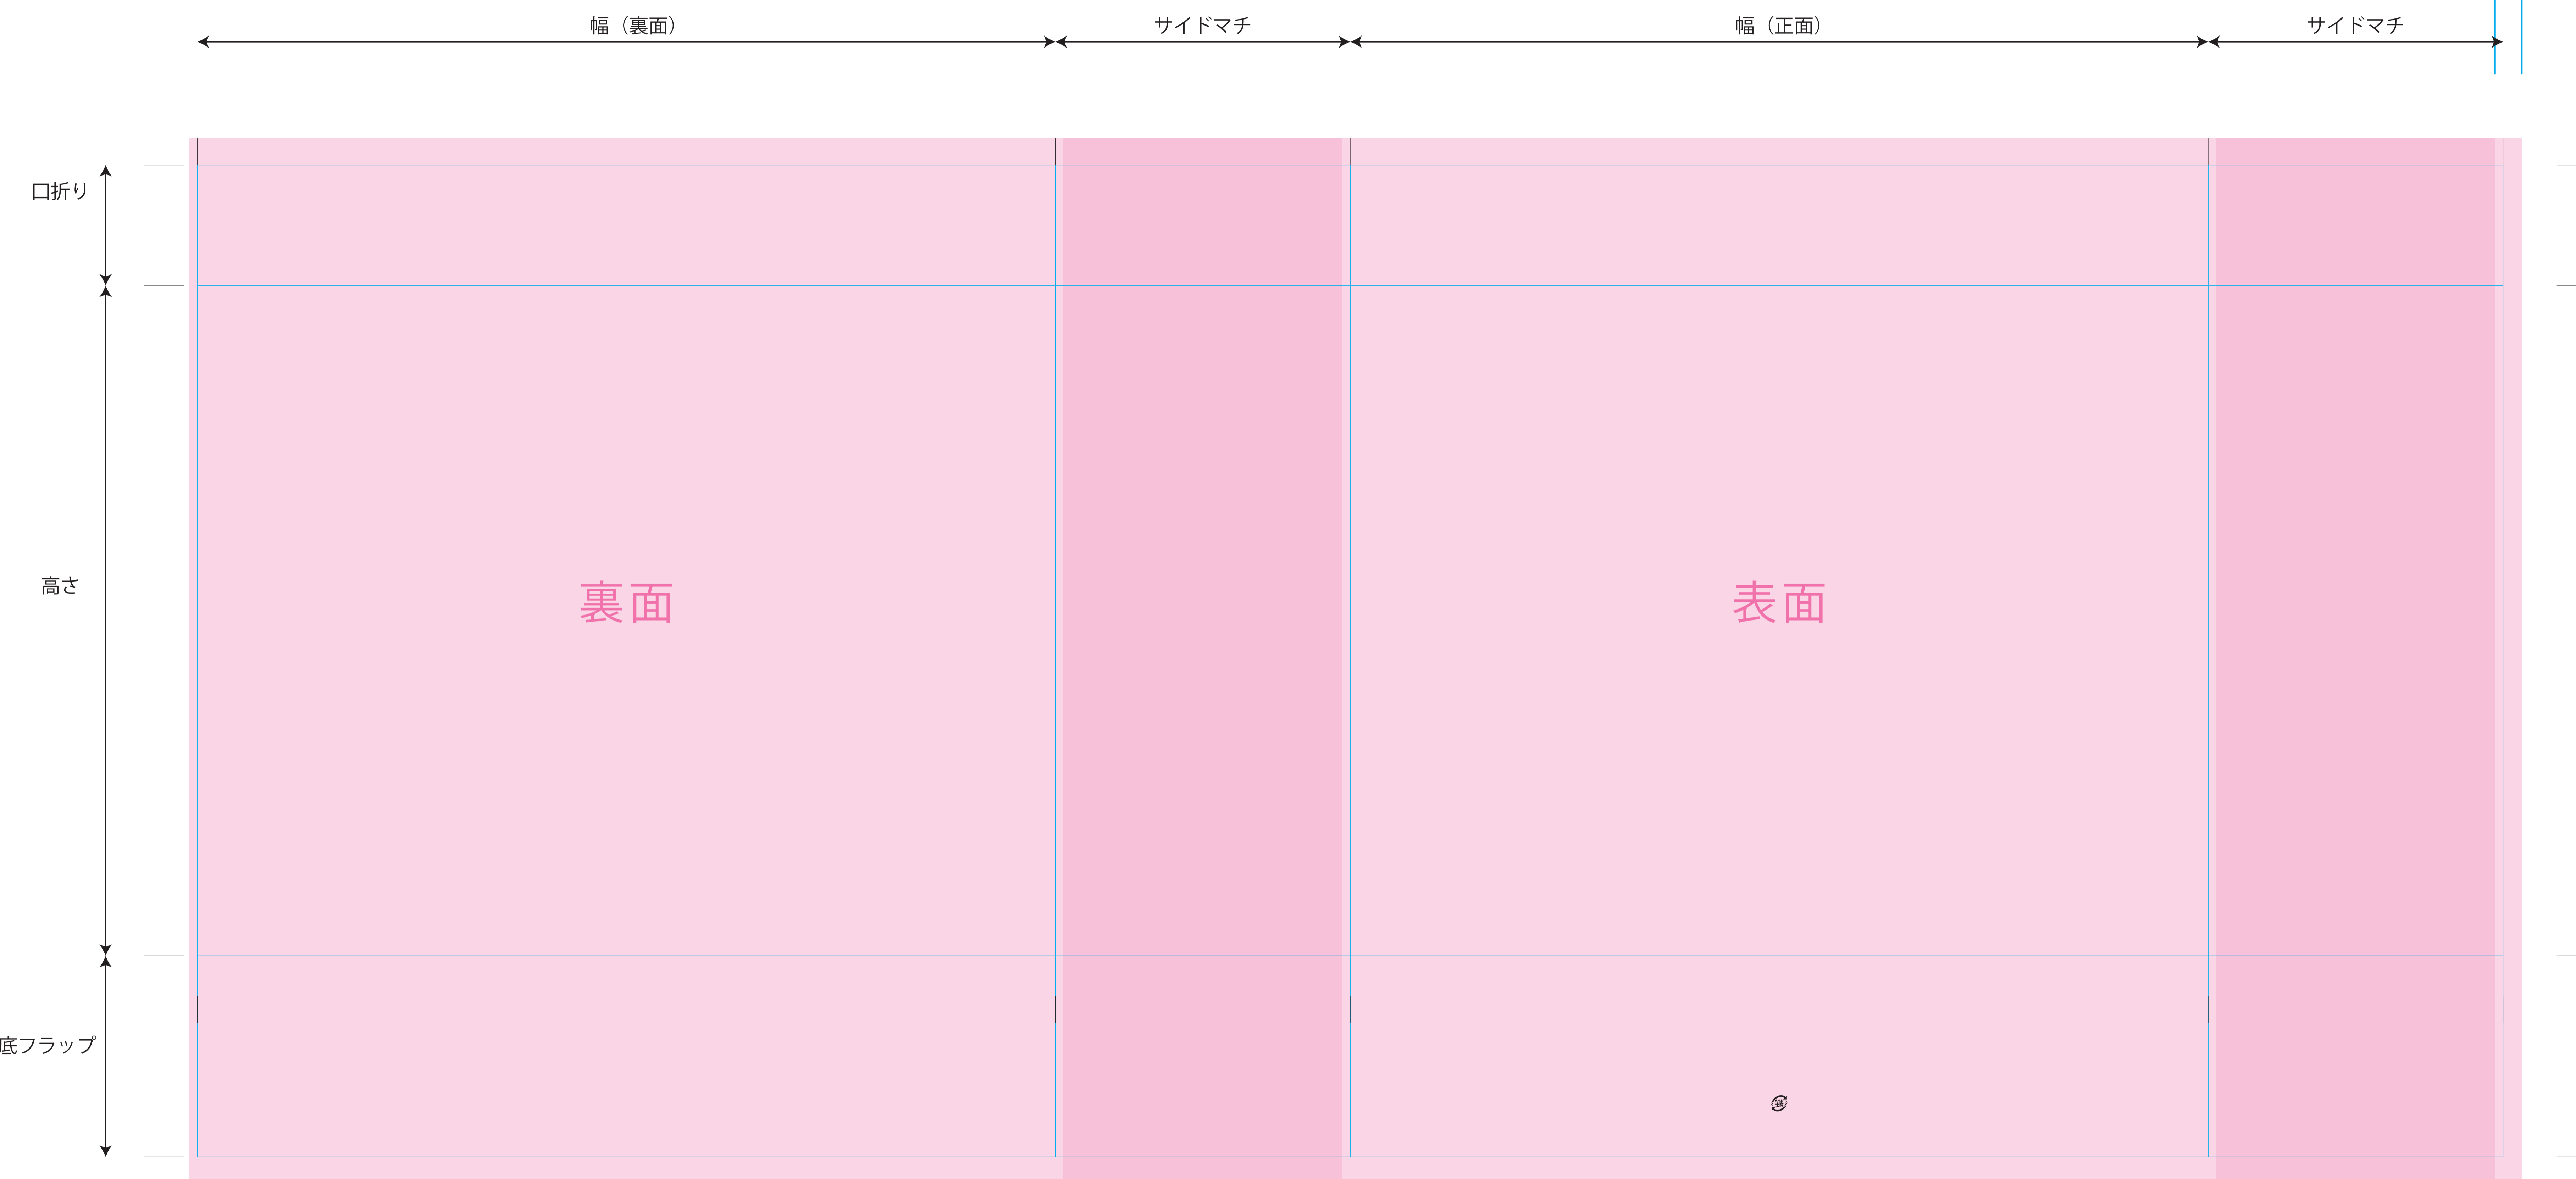 幅（裏面）
サイドマチ
幅（正面）
サイドマチ
口折り
高さ
裏面
表面
底フラップ
紙